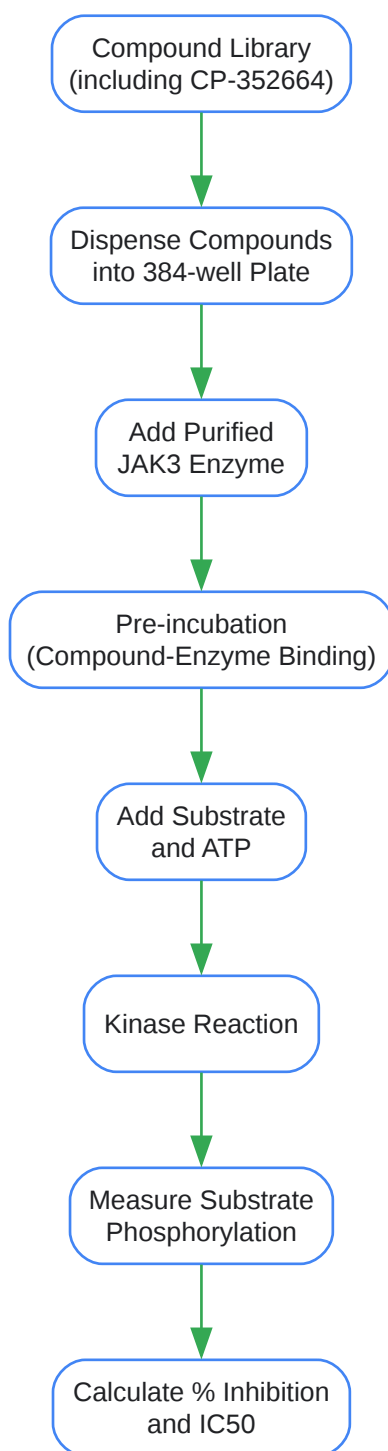 Compound Library
(including CP-352664)
Dispense Compounds
into 384-well Plate
Add Purified
JAK3 Enzyme
Pre-incubation
(Compound-Enzyme Binding)
Add Substrate
and ATP
Kinase Reaction
Measure Substrate
Phosphorylation
Calculate % Inhibition
and IC50